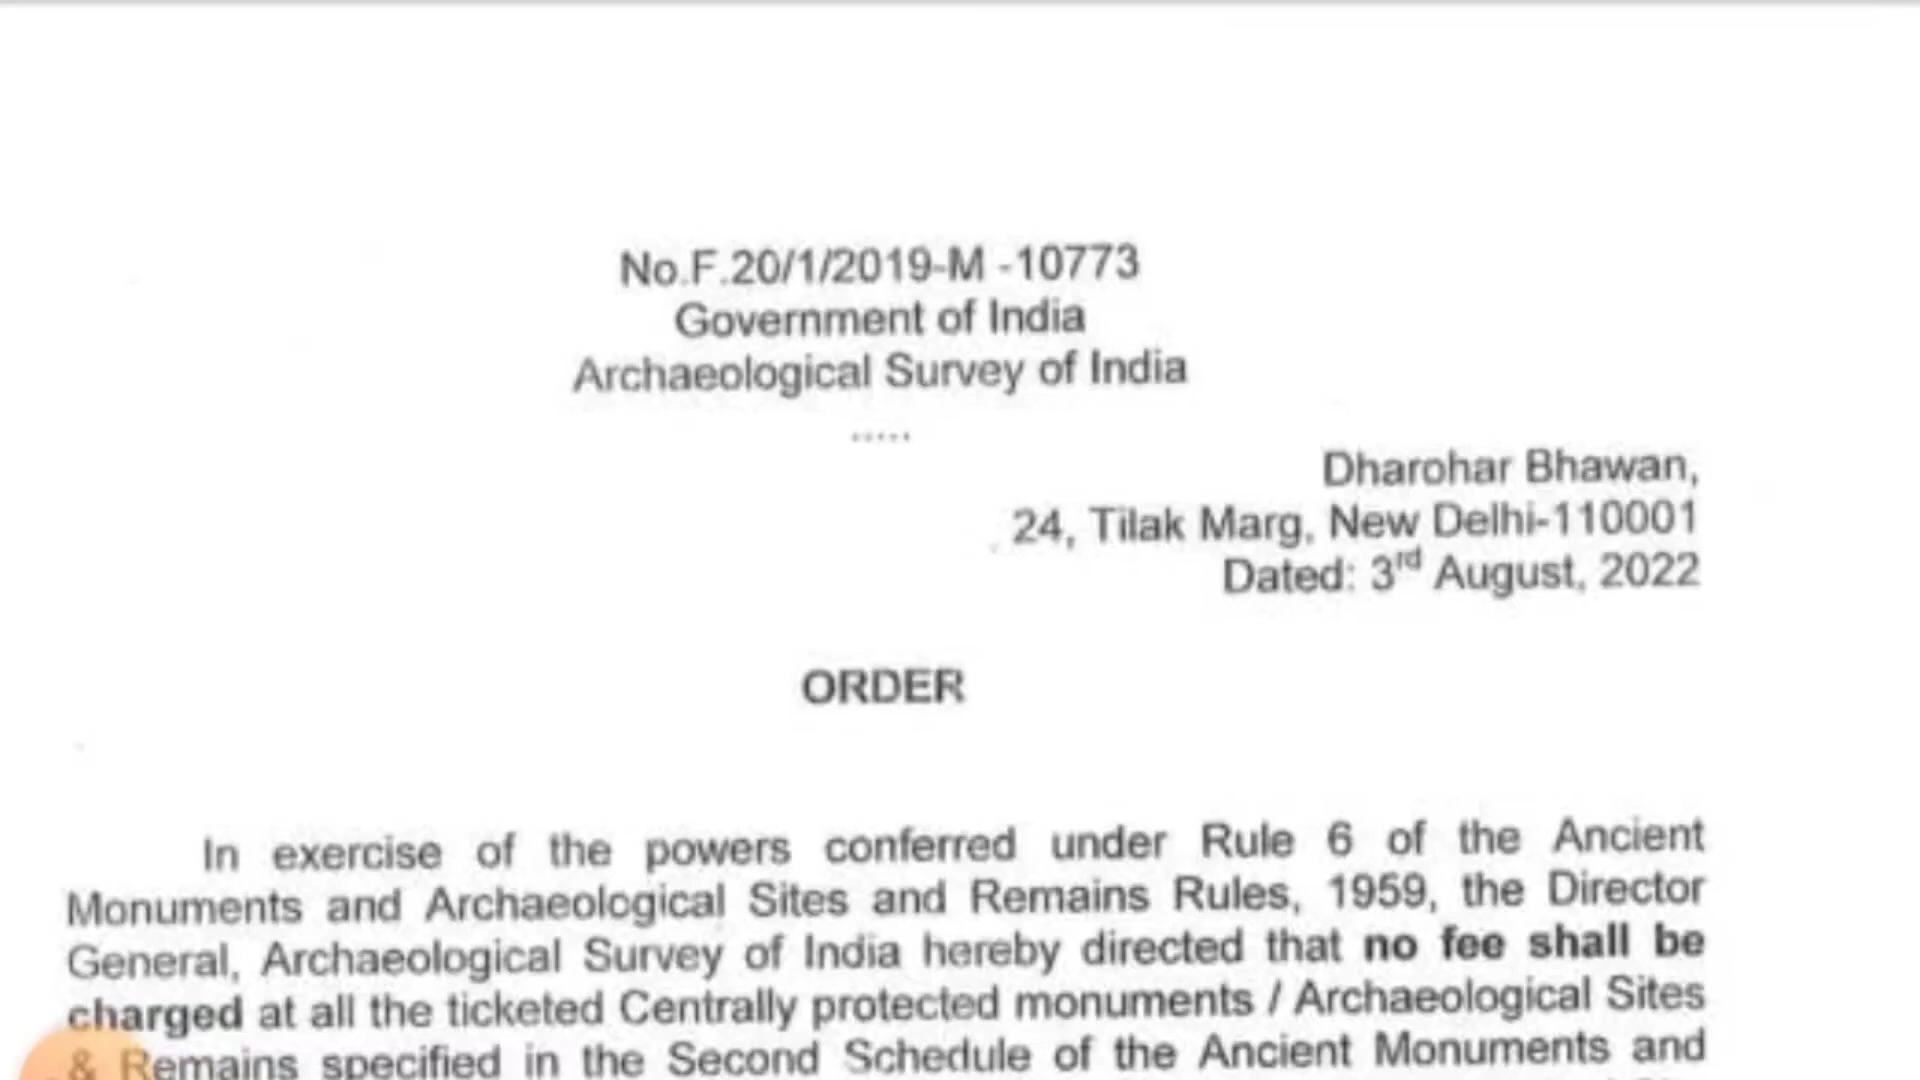 No.F.20/1/2019-M -10773
Government of India
Archaeological Survey of India
.....
Dharohar Bhawan,
24, Tilak Marg, New Delhi-110001
Dated: 3rd August, 2022
ORDER
In exercise of the powers conferred under Rule 6 of the Ancient
Monuments and Archaeological Sites and Remains Rules, 1959, the Director
General, Archaeological Survey of India hereby directed that no fee shall be
charged at all the ticketed Centrally protected monuments / Archaeological Sites
& Remains specified in the Second Schedule of the Ancient Monuments and